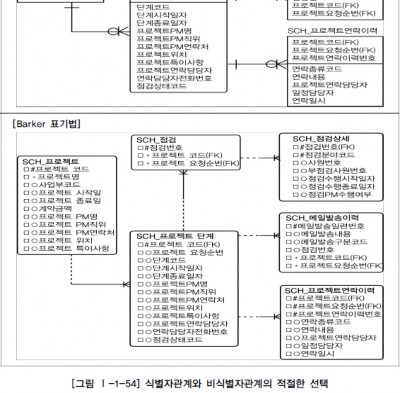 단계코드
단계시작일자
단계종료일자
프로젝트PM명
프로젝트PM직위
프로젝트PM연락처
프로젝트위치
프로젝트특이사항
프로젝트연락담당자
연락담당자전화번호
점검상태코드
프로젝트코드(FK)
프로젝트요청순번(FK)
SCH_프로젝트연락이력
프로젝트코드(FK)
프로젝트요청순번(FK)
프로젝트연락이력번호
연락종류코드
연락내용
프로젝트연락담당자
일정담당자
연락일시
[Barker 표기법]
SCH_프로젝트
□#프로젝트 코드
□*프로젝트명
□○사업부코드
□○프로젝트 시작일
□○프로젝트 종료일
□○계약금액
□○프로젝트 PM명
□○프로젝트 PM직위
□○프로젝트PM연락처
□○프로젝트 위치
□○프로젝트 특이사항
SCH_점검
□#점검번호
□*프로젝트 코드(FK)
□*프로젝트 요청순번(FK)
SCH_프로젝트 단계
□#프로젝트 코드(FK)
□○프로젝트 요청순번
□○단계코드
□○단계시작일자
□○단계종료일자
□○프로젝트PM명
□○프로젝트PM직위
□○프로젝트PM연락처
□○프로젝트위치
□○프로젝트특이사항
□○프로젝트연락담당자
□○연락담당자전화번호
□○점검상태코드
SCH_점검상세
□#점검번호(FK)
□#점검분야코드
□○사원번호
□○부점검사원번호
□○점검수행시작일자
□○점검수행종료일자
□○점검PM수행여부
SCH_메일발송이력
□#메일발송일련번호
□○메일발송내용
□○메일발송구분코드
□○점검번호
□*프로젝트코드(FK)
□*프로젝트요청순번(FK)
SCH_프로젝트연락이력
□#프로젝트코드(FK)
□#프로젝트요청순번(FK)
□#프로젝트연락이력번호
□○연락종류코드
□○연락내용
□○프로젝트연락담당자
□○일정담당자
□○연락일시
[그림 Ⅰ-1-54] 식별자관계와 비식별자관계의 적절한 선택